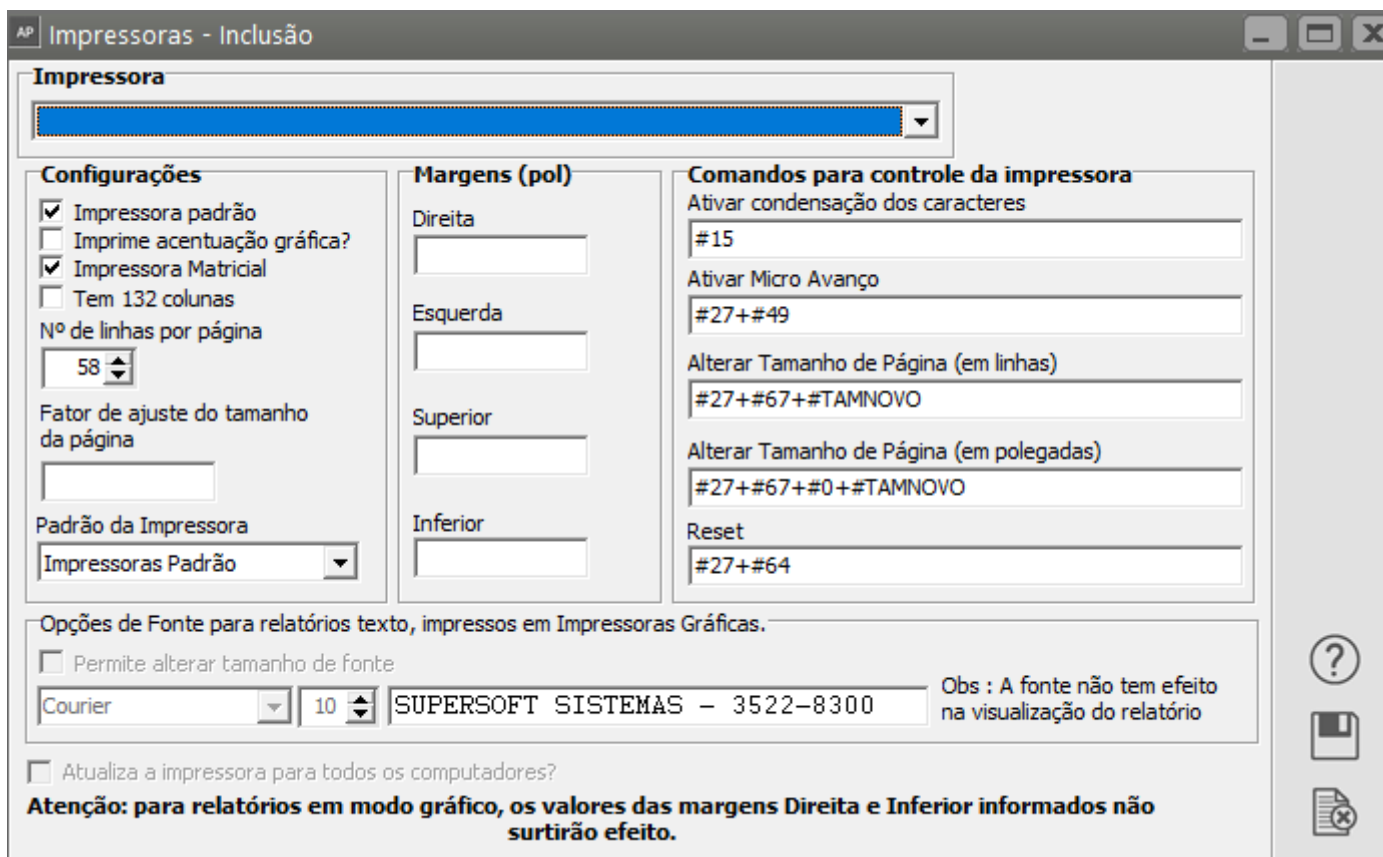 AP Impressoras - Inclusão
Impressora
Configurações
Impressora padrão
Imprime acentuação gráfica?
Impressora Matricial
Tem 132 colunas
Nº de linhas por página
58
Fator de ajuste do tamanho
da página
Padrão da Impressora
Impressoras Padrão
Margens (pol)
Direita
Esquerda
Superior
Inferior
Comandos para controle da impressora
Ativar condensação dos caracteres
#15
Ativar Micro Avanço
#27+#49
Alterar Tamanho de Página (em linhas)
#27+#67+#TAMNOVO
Alterar Tamanho de Página (em polegadas)
#27+#67+#0+#TAMNOVO
Reset
#27+#64
Opções de Fonte para relatórios texto, impressos em Impressoras Gráficas.
Permite alterar tamanho de fonte
Courier 10 SUPERSOFT SISTEMAS - 3522-8300
Obs : A fonte não tem efeito
na visualização do relatório
Atualiza a impressora para todos os computadores?
Atenção: para relatórios em modo gráfico, os valores das margens Direita e Inferior informados não
surtirão efeito.